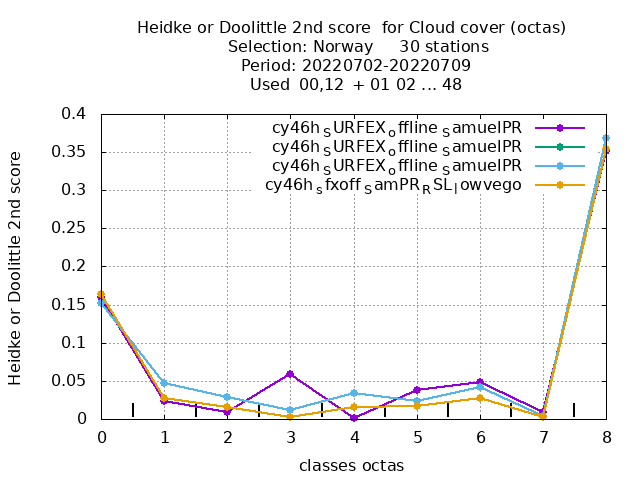 Heidke or Doolittle 2nd score  for Cloud cover (octas)
Selection: Norway     30 stations
Period: 20220702-20220709
Used  00,12  + 01 02 ... 48
cy46h_SURFEX_offline_SamuelPR
cy46h_SURFEX_offline_SamuelPR
cy46h_SURFEX_offline_SamuelPR
cy46h_sfxoff_SamPR_RSL_lowvego
Heidke or Doolittle 2nd score
0.4
0.35
0.3
0.25
0.2
0.15
0.1
0.05
0
0 1 2 3 4 5 6 7 8
classes octas